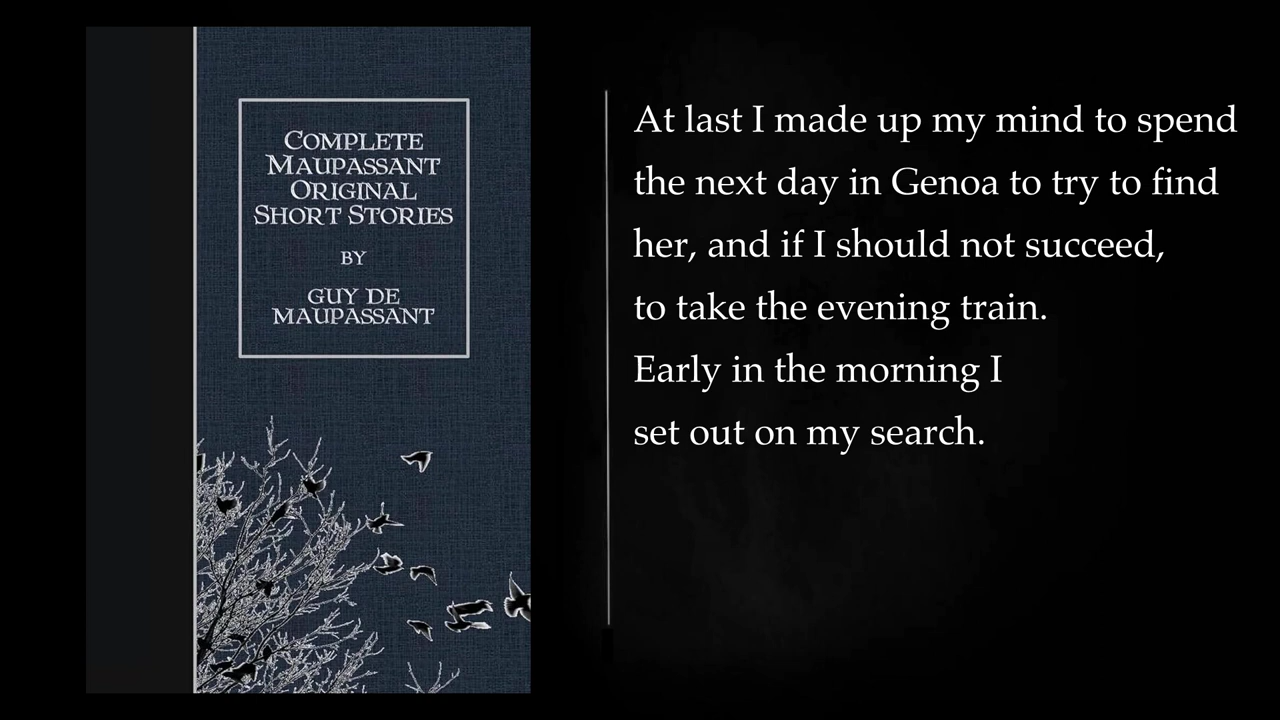 COMPLETE
MAUPASSANT
ORIGINAL
SHORT STORIES
BY
GUY DE
MAUPASSANT
At last I made up my mind to spend
the next day in Genoa to try to find
her, and if I should not succeed,
to take the evening train.
Early in the morning I
set out on my search.